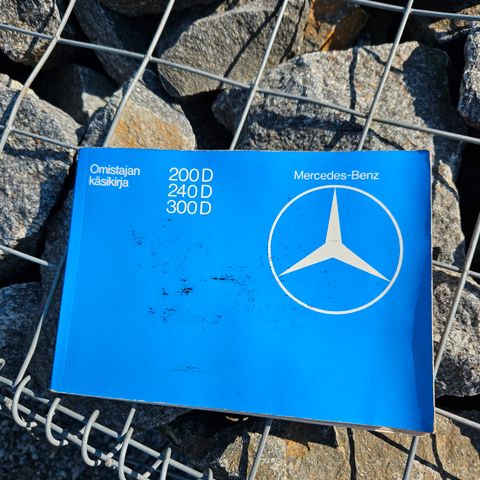 Omistajan
käsikirja
200 D
240 D
300 D
Mercedes-Benz